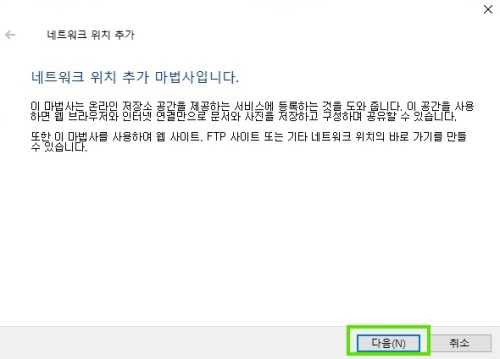 네트워크 위치 추가
네트워크 위치 추가 마법사입니다.
이 마법사는 온라인 저장소 공간을 제공하는 서비스에 등록하는 것을 도와 줍니다. 이 공간을 사용
하면 웹 브라우저와 인터넷 연결만으로 문서와 사진을 저장하고 구성하며 공유할 수 있습니다.
또한 이 마법사를 사용하여 웹 사이트, FTP 사이트 또는 기타 네트워크 위치의 바로 가기를 만들
수 있습니다.
다음(N) 취소